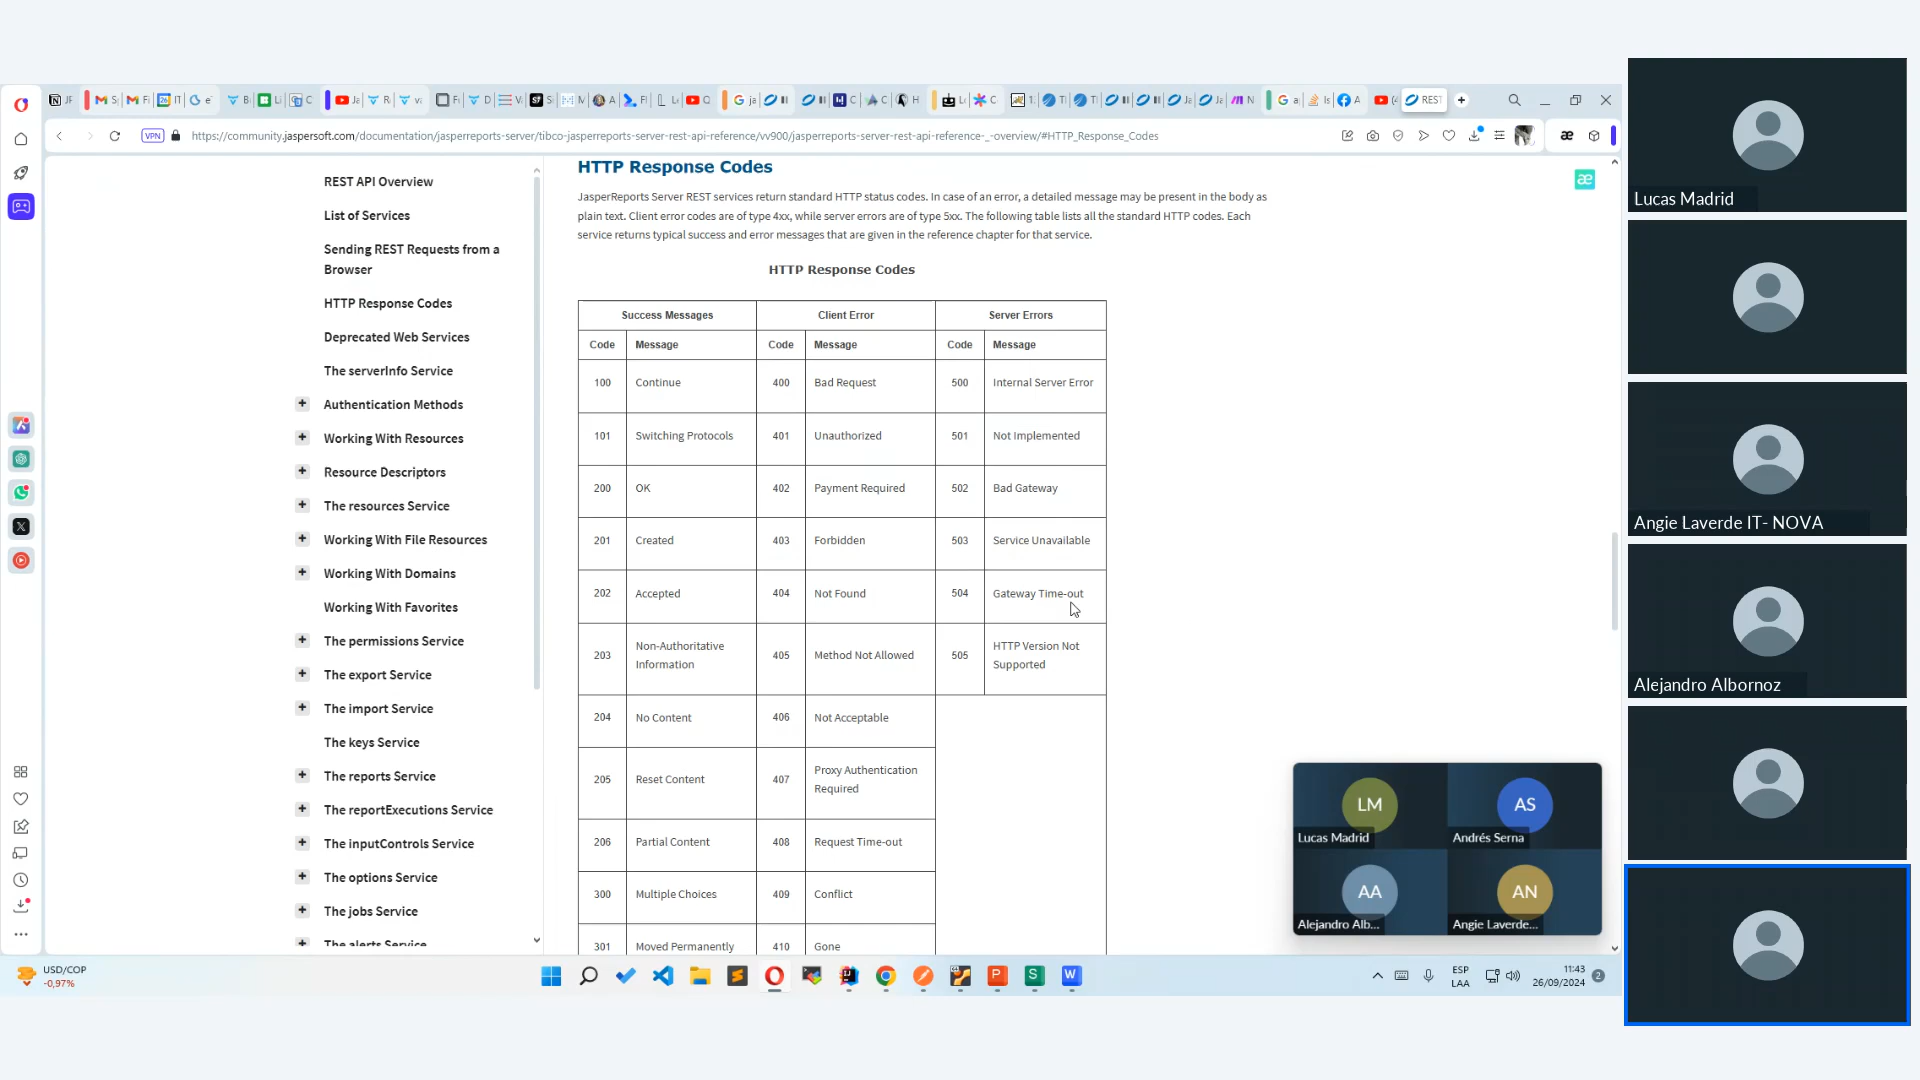 https://community.jaspersoft.com/documentation/jasperreports-server/tibco-jasperreports-server-rest-api-reference/vv900/jasperreports-server-rest-api-reference-_-overview/#HTTP_Response_Codes
VPN
REST
REST API Overview
List of Services
Sending REST Requests from a
Browser
HTTP Response Codes
Deprecated Web Services
The serverInfo Service
Authentication Methods
Working With Resources
Resource Descriptors
The resources Service
Working With File Resources
Working With Domains
Working With Favorites
The permissions Service
The export Service
The import Service
The keys Service
The reports Service
The reportExecutions Service
The inputControls Service
The options Service
The jobs Service
The alerts Service
HTTP Response Codes
JasperReports Server REST services return standard HTTP status codes. In case of an error, a detailed message may be present in the body as
plain text. Client error codes are of type 4xx, while server errors are of type 5xx. The following table lists all the standard HTTP codes. Each
service returns typical success and error messages that are given in the reference chapter for that service.
HTTP Response Codes
Success Messages Client Error Server Errors
Code Message Code Message Code Message
100 Continue 400 Bad Request 500 Internal Server Error
101 Switching Protocols 401 Unauthorized 501 Not Implemented
200 OK 402 Payment Required 502 Bad Gateway
201 Created 403 Forbidden 503 Service Unavailable
202 Accepted 404 Not Found 504 Gateway Time-out
203 Non-Authoritative Information 405 Method Not Allowed 505 HTTP Version Not Supported
204 No Content 406 Not Acceptable
205 Reset Content 407 Proxy Authentication Required
206 Partial Content 408 Request Time-out
300 Multiple Choices 409 Conflict
301 Moved Permanently 410 Gone
LM
Lucas Madrid
AS
Andrés Serna
AA
Alejandro Alb...
AN
Angie Laverde...
USD/COP
-0,97%
ESP
LAA
11:43
26/09/2024
2
Lucas Madrid
Angie Laverde IT- NOVA
Alejandro Albornoz